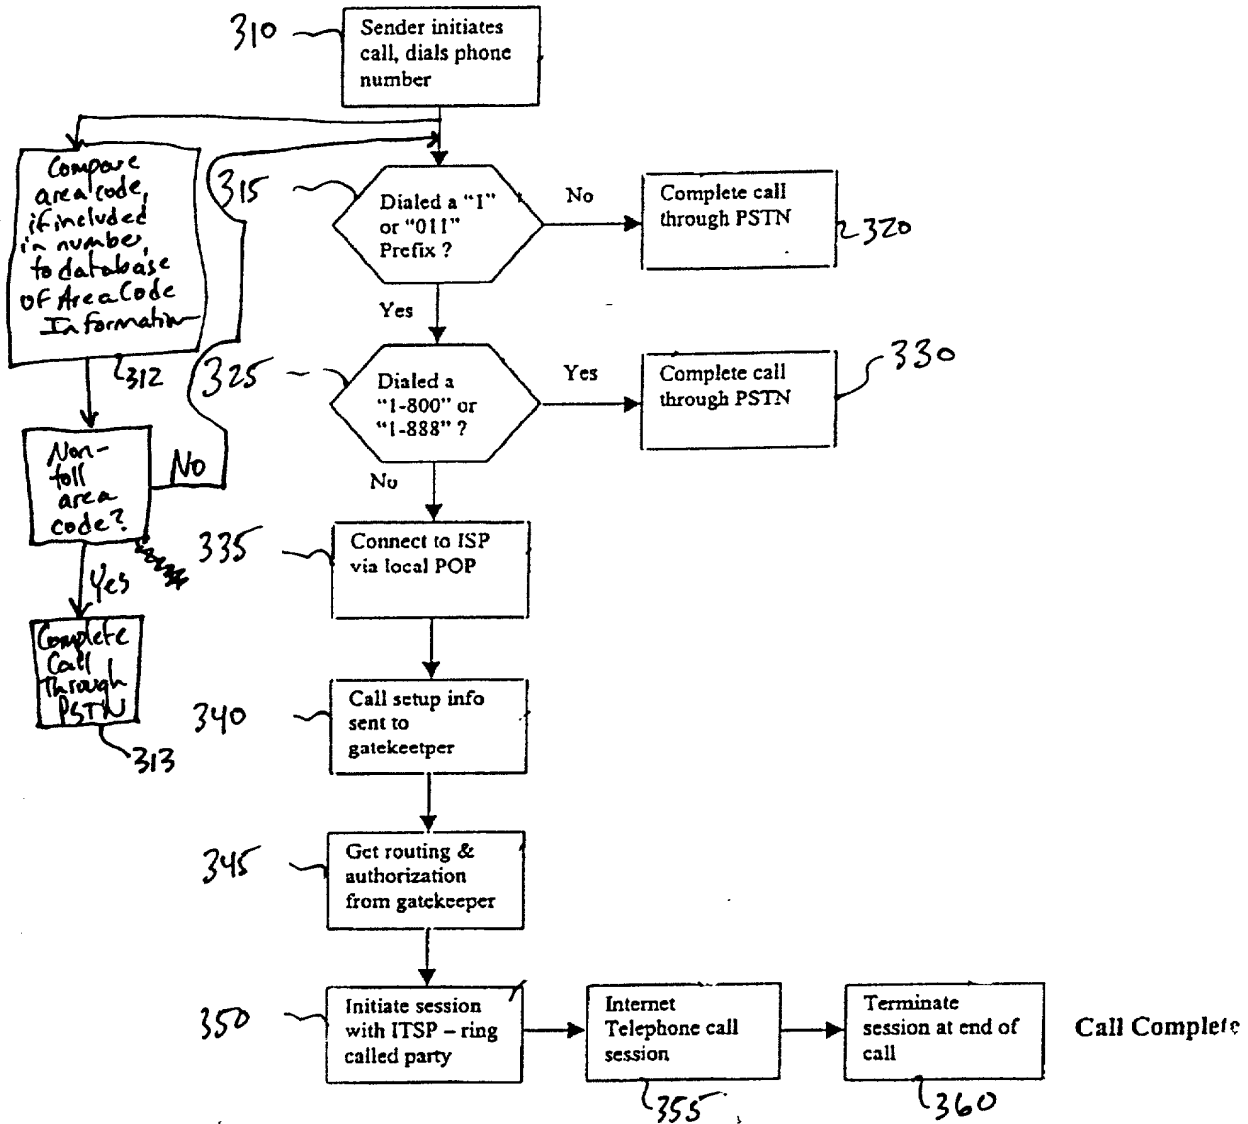 310
Sender initiates
call, dials phone
number
Compare
area code,
if included
in number,
to database
of Area Code
Information
312
Non-
toll
area
code?
No
Yes
Complete
Call
Through
PSTN
313
315
Dialed a "1"
or "011"
Prefix ?
No
Complete call
through PSTN
320
Yes
325
Dialed a
"1-800" or
"1-888" ?
Yes
Complete call
through PSTN
330
No
335
Connect to ISP
via local POP
340
Call setup info
sent to
gatekeetper
345
Get routing &
authorization
from gatekeeper
350
Initiate session
with ITSP – ring
called party
Internet
Telephone call
session
355
Terminate
session at end of
call
360
Call Complete